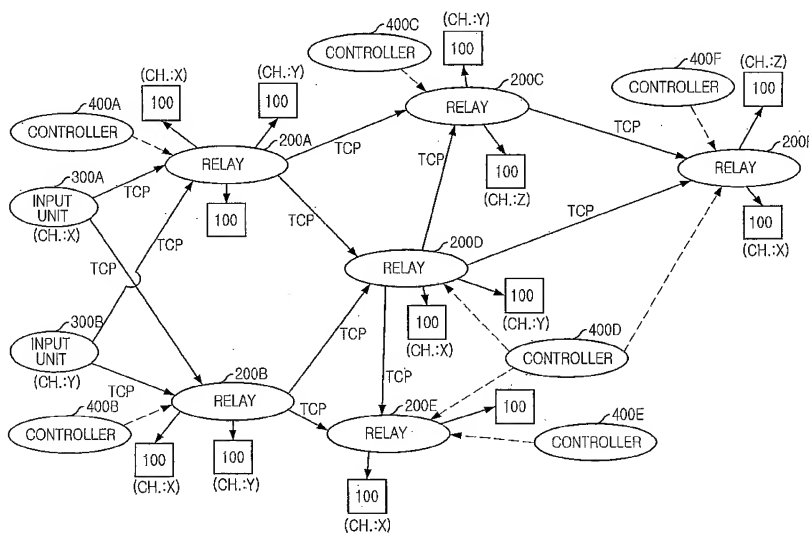 400C
CONTROLLER
(CH.:Y)
100
200C
RELAY
400F
CONTROLLER
(CH.:Z)
100
(CH.:X)
100
(CH.:Y)
100
400A
CONTROLLER
200A
RELAY
TCP
100
(CH.:Z)
TCP
200F
RELAY
300A
INPUT
UNIT
(CH.:X)
TCP
100
TCP
TCP
100
(CH.:X)
TCP
TCP
200D
RELAY
TCP
100
(CH.:X)
100
(CH.:Y)
300B
INPUT
UNIT
(CH.:Y)
TCP
TCP
400D
CONTROLLER
200B
RELAY
TCP
TCP
400B
CONTROLLER
100
(CH.:X)
100
(CH.:Y)
200E
RELAY
100
400E
CONTROLLER
100
(CH.:X)